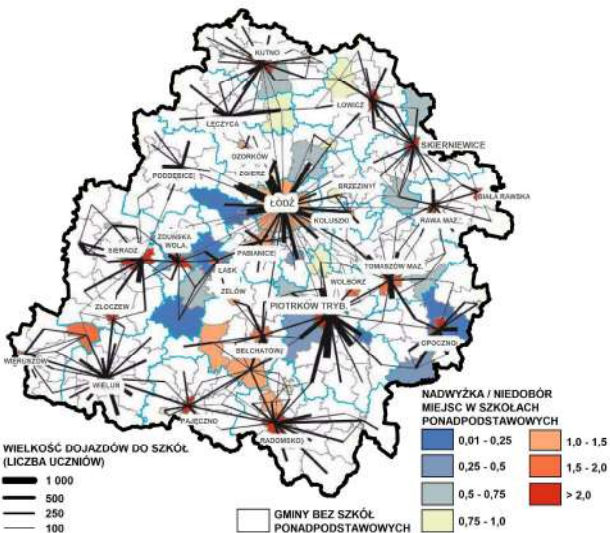 KUTNO
ŁOWICZ
ŁĘCZYCA
SKIERNIEWICE
OZORKÓW
ZGIERZ
PODDĘBICE
BRZEZINY
BIAŁA RAWSKA
ŁÓDŹ
KOLUSZKI
RAWA MAZ.
ZDUŃSKA
WOLA
SIERADZ
PABIANICE
ŁASK
TOMASZÓW MAZ.
WOLBÓRZ
ZELÓW
ZŁOCZEW
PIOTRKÓW TRYB.
OPOCZNO
BEŁCHATÓW
WIERUSZÓW
WIELUŃ
PAJĘCZNO
RADOMSKO
NADWYŻKA / NIEDOBÓR
MIEJSC W SZKOŁACH
PONADPODSTAWOWYCH
0,01 - 0,25
1,0 - 1,5
0,25 - 0,5
1,5 - 2,0
0,5 - 0,75
> 2,0
0,75 - 1,0
WIELKOŚĆ DOJAZDÓW DO SZKÓŁ
(LICZBA UCZNIÓW)
1 000
500
250
100
GMINY BEZ SZKÓŁ
PONADPODSTAWOWYCH